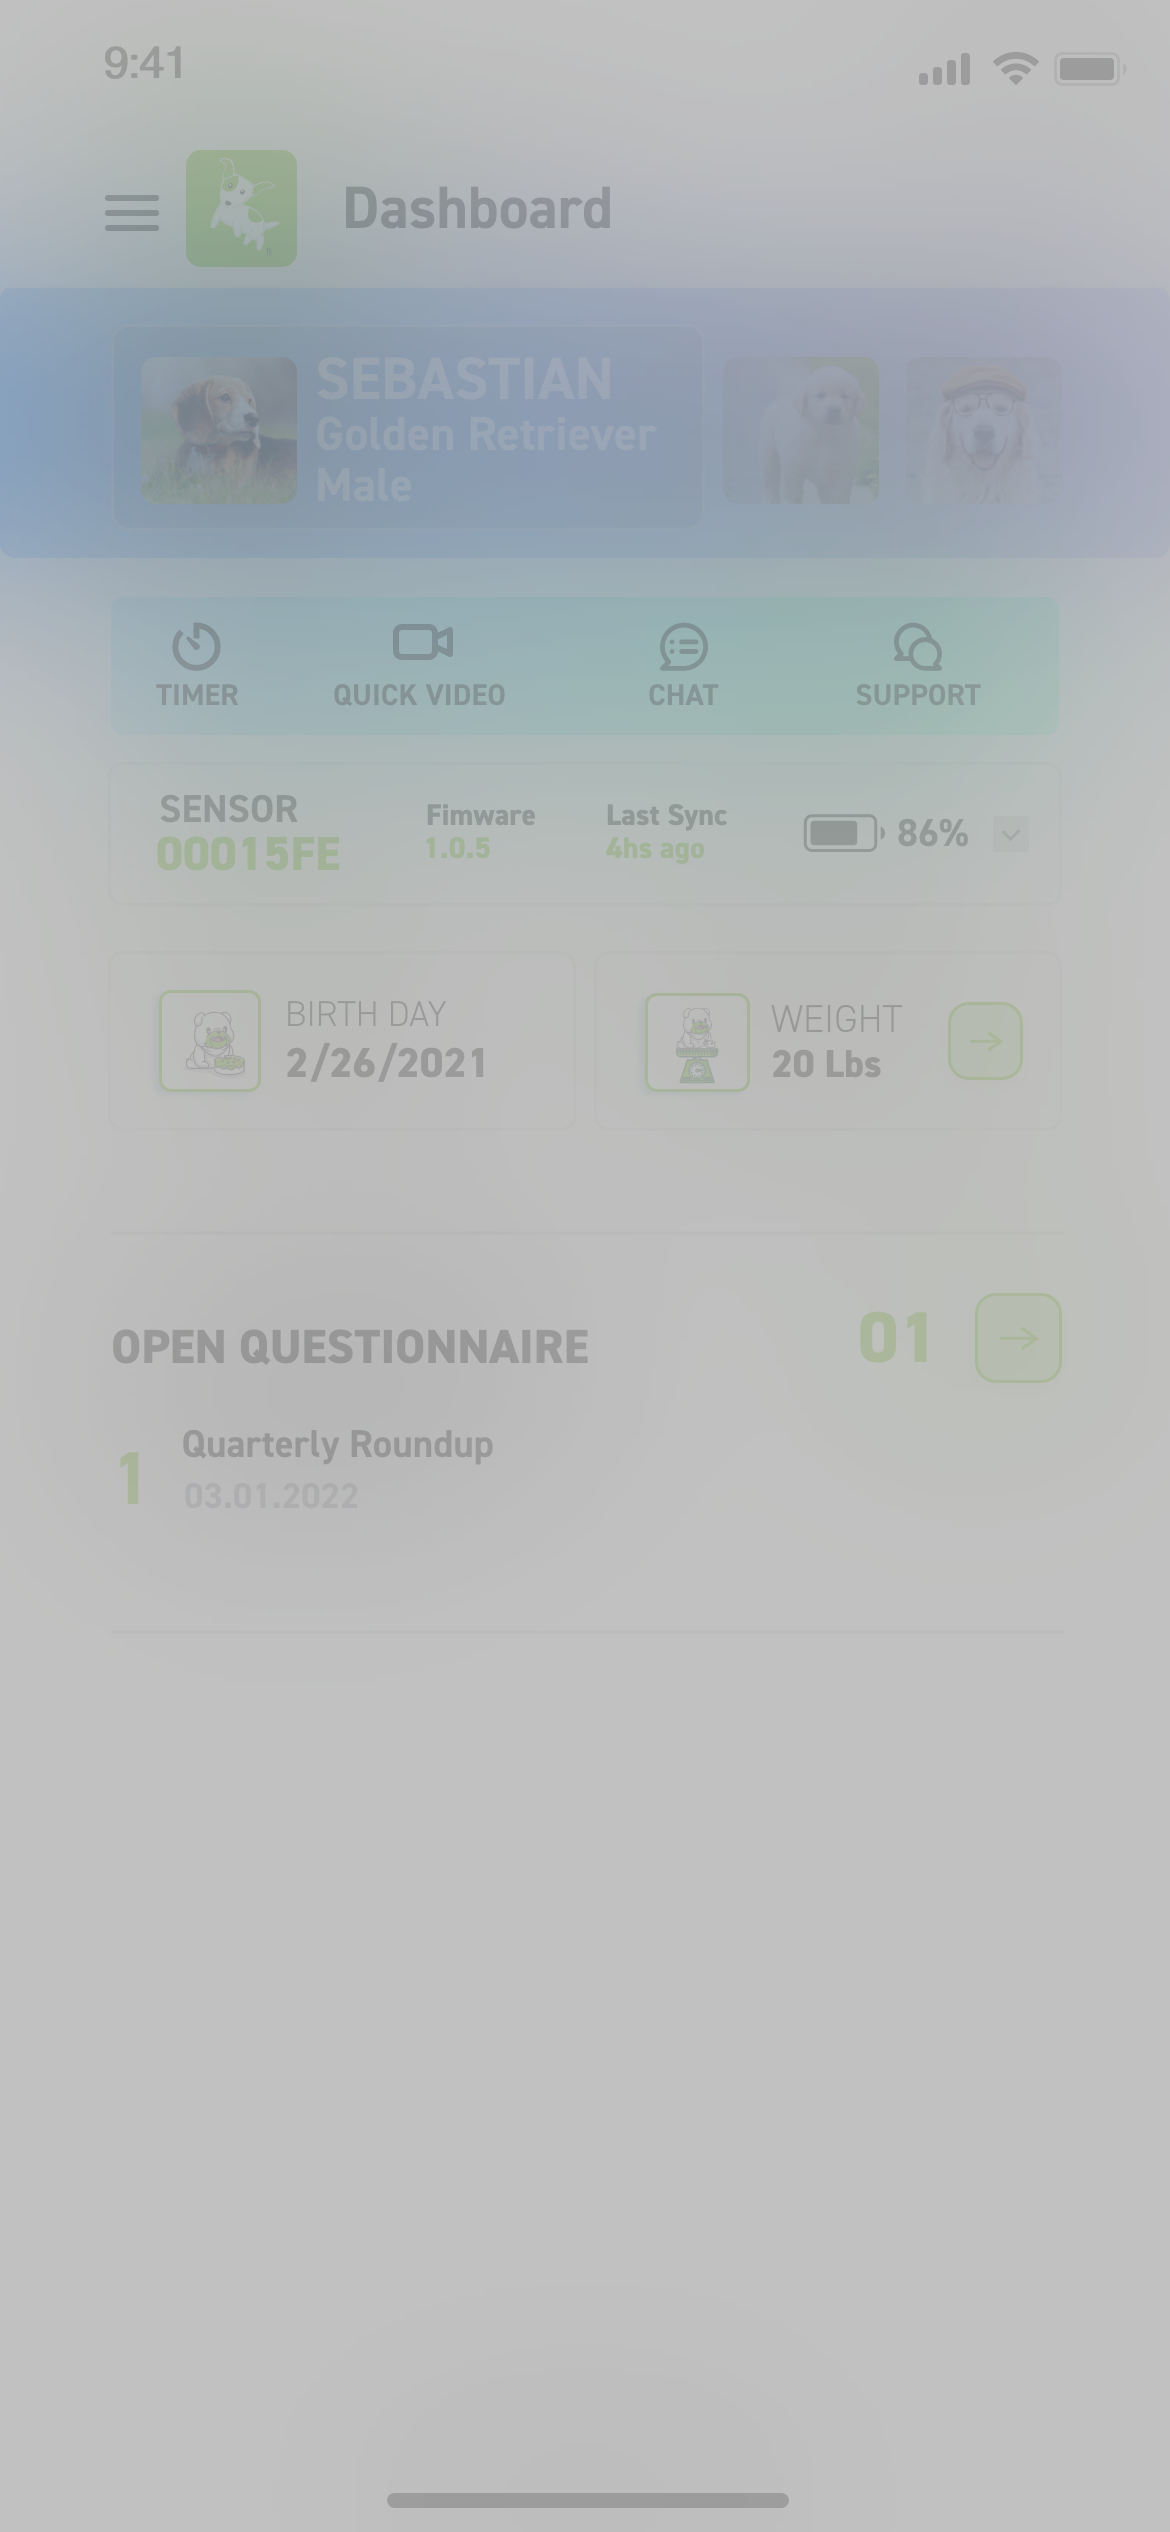 9:41
Dashboard
SEBASTIAN
Golden Retriever
Male
TIMER
QUICK VIDEO
CHAT
SUPPORT
SENSOR
00015FE
Fimware
1.0.5
Last Sync
4hs ago
86%
BIRTH DAY
2/26/2021
WEIGHT
20 Lbs
OPEN QUESTIONNAIRE
01
1
Quarterly Roundup
03.01.2022